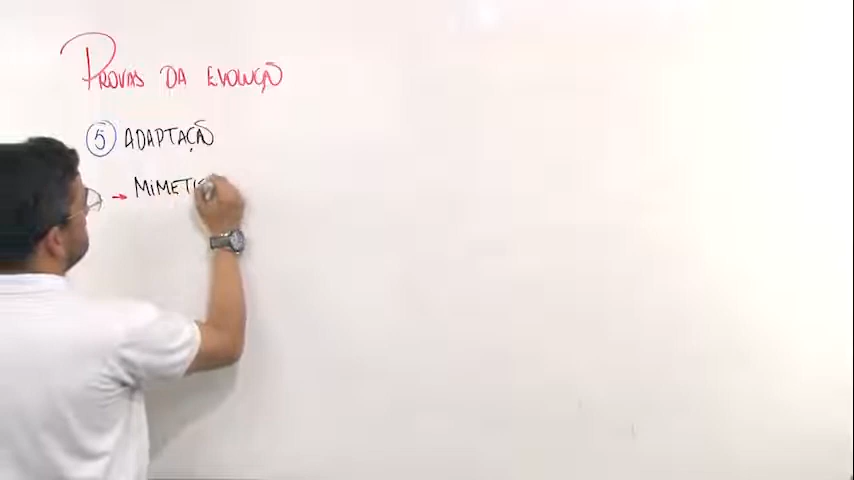 PROVAS DA EVOLUÇÃO
5 ADAPTAÇÃO
→ MIMETIS